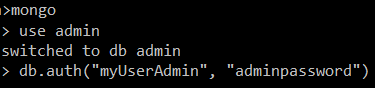 >mongo
> use admin
switched to db admin
> db.auth("myUserAdmin", "adminpassword")